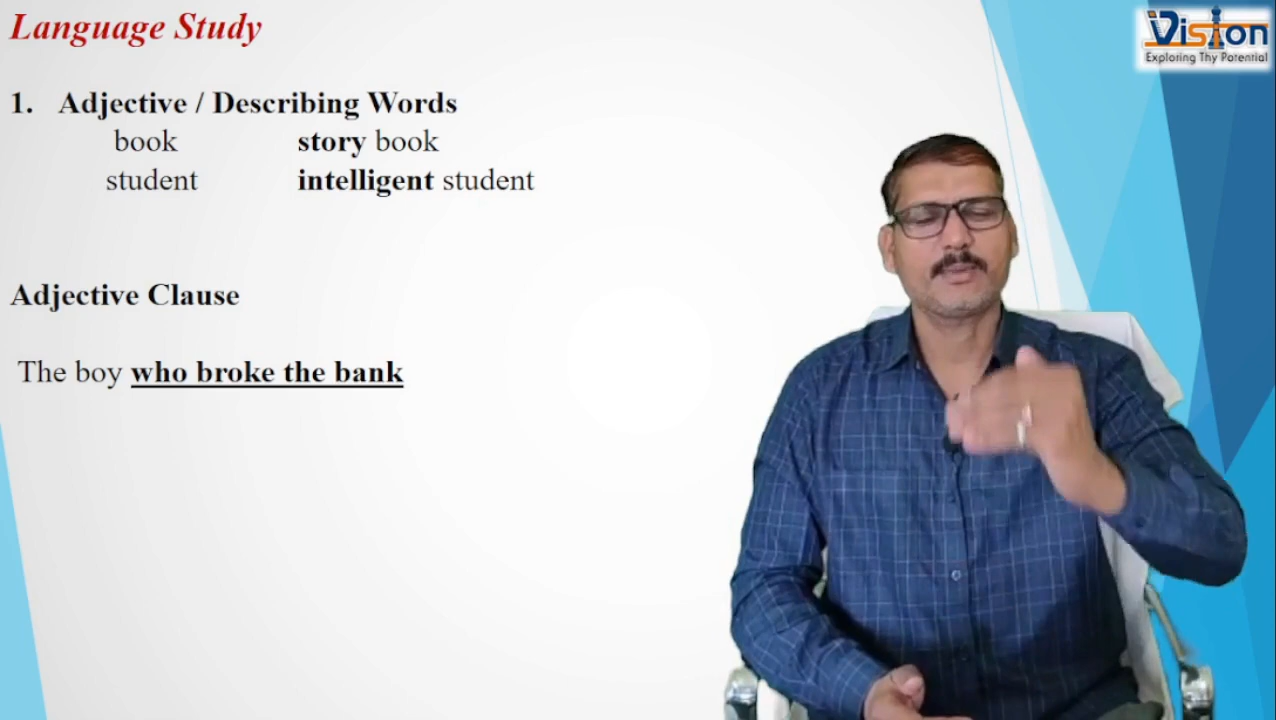 Language Study
Vision
Exploring Thy Potential
1. Adjective / Describing Words
book story book
student intelligent student
Adjective Clause
The boy who broke the bank